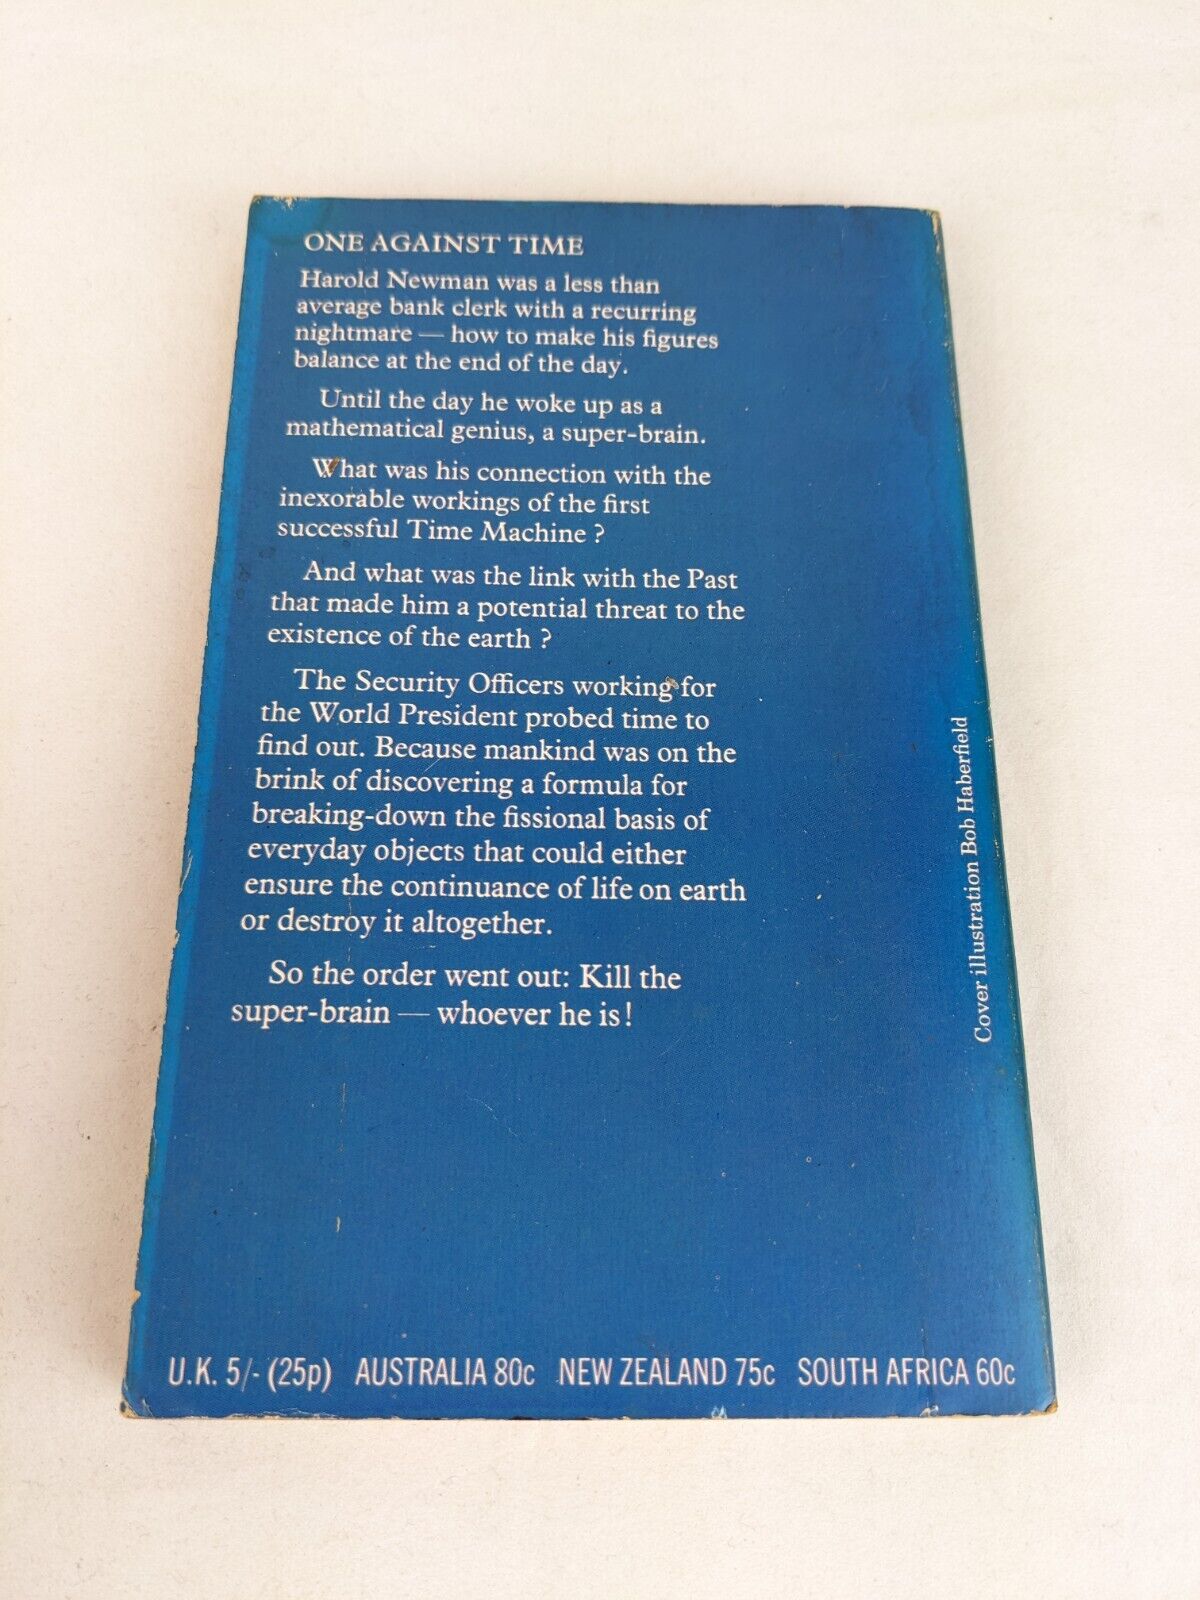 ONE AGAINST TIME
Harold Newman was a less than
average bank clerk with a recurring
nightmare — how to make his figures
balance at the end of the day.
Until the day he woke up as a
mathematical genius, a super-brain.
What was his connection with the
inexorable workings of the first
successful Time Machine ?
And what was the link with the Past
that made him a potential threat to the
existence of the earth ?
The Security Officers working for
the World President probed time to
find out. Because mankind was on the
brink of discovering a formula for
breaking-down the fissional basis of
everyday objects that could either
ensure the continuance of life on earth
or destroy it altogether.
So the order went out: Kill the
super-brain — whoever he is!
Cover illustration Bob Haberfield
U.K. 5/- (25p) AUSTRALIA 80c NEW ZEALAND 75c SOUTH AFRICA 60c